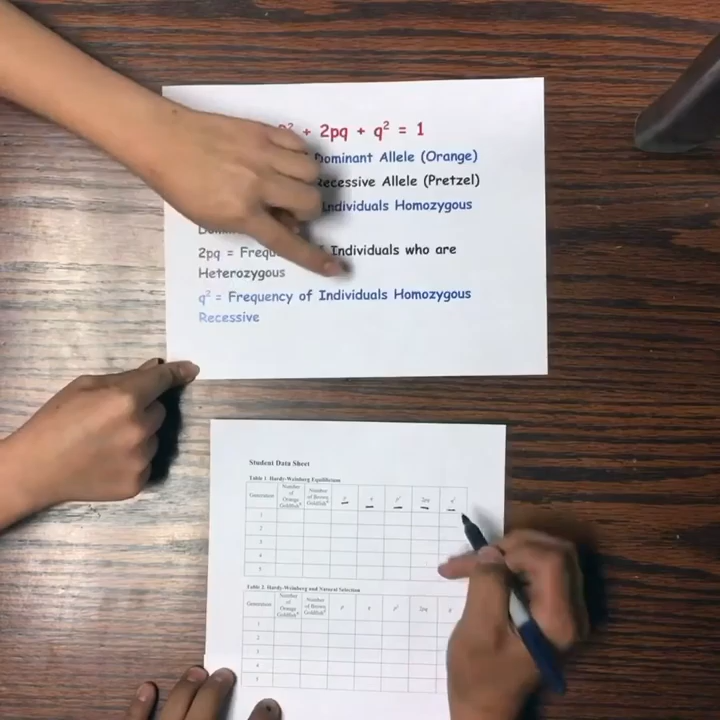 p² + 2pq + q² = 1
Dominant Allele (Orange)
Recessive Allele (Pretzel)
Individuals Homozygous
2pq = Individuals who are
Heterozygous
q² = Frequency of Individuals Homozygous
Recessive
Student Data Sheet
Table 1. Hardy-Weinberg Equilibrium
Generation Number of Orange Goldfish Number of Brown Goldfish p q p² 2pq q²
1
2
3
4
5
Table 2. Hardy-Weinberg and Natural Selection
Generation Number of Orange Goldfish Number of Brown Goldfish p q p² 2pq
1
2
3
4
5